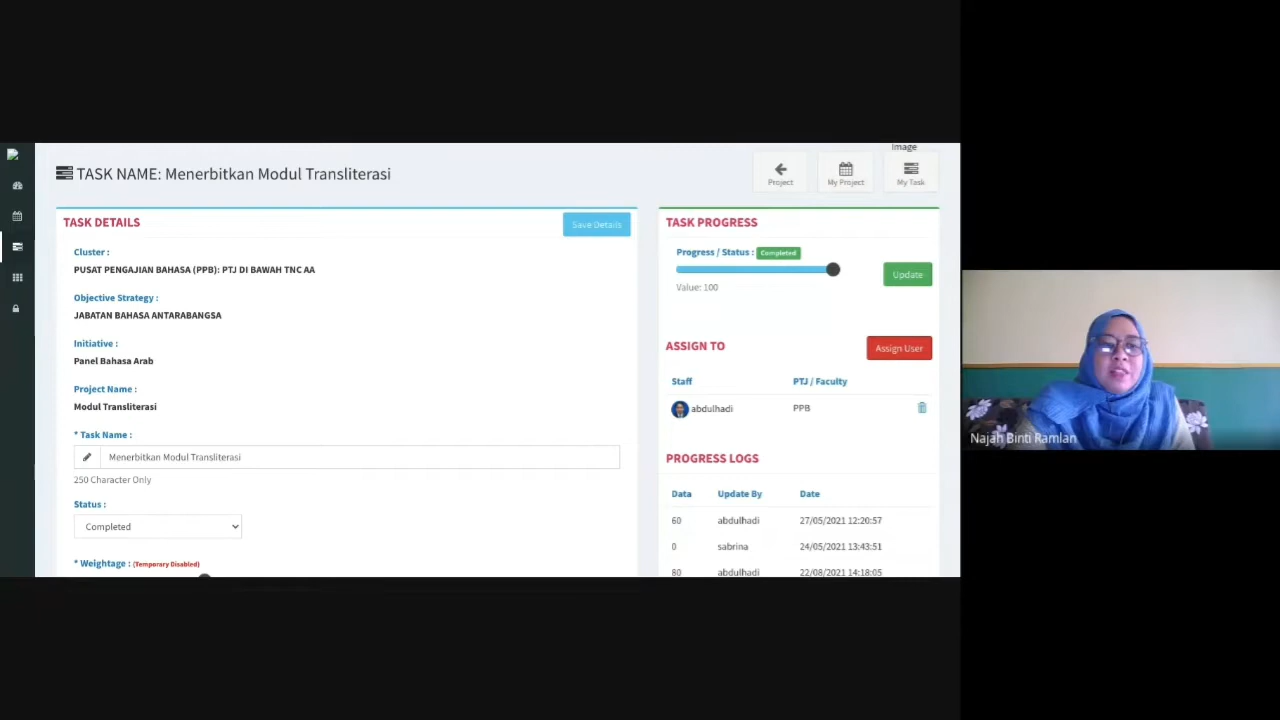 Image
TASK NAME: Menerbitkan Modul Transliterasi
Project
My Project
My Task
TASK DETAILS
Save Details
Cluster :
PUSAT PENGAJIAN BAHASA (PPB): PTJ DI BAWAH TNC AA
Objective Strategy :
JABATAN BAHASA ANTARABANGSA
Initiative :
Panel Bahasa Arab
Project Name :
Modul Transliterasi
* Task Name :
Menerbitkan Modul Transliterasi
250 Character Only
Status :
Completed
* Weightage : (Temporary Disabled)
TASK PROGRESS
Progress / Status : Completed
Value: 100
Update
ASSIGN TO
Assign User
Staff PTJ / Faculty
abdulhadi PPB
PROGRESS LOGS
Data Update By Date
60 abdulhadi 27/05/2021 12:20:57
0 sabrina 24/05/2021 13:43:51
80 abdulhadi 22/08/2021 14:18:05
Najah Binti Ramlan